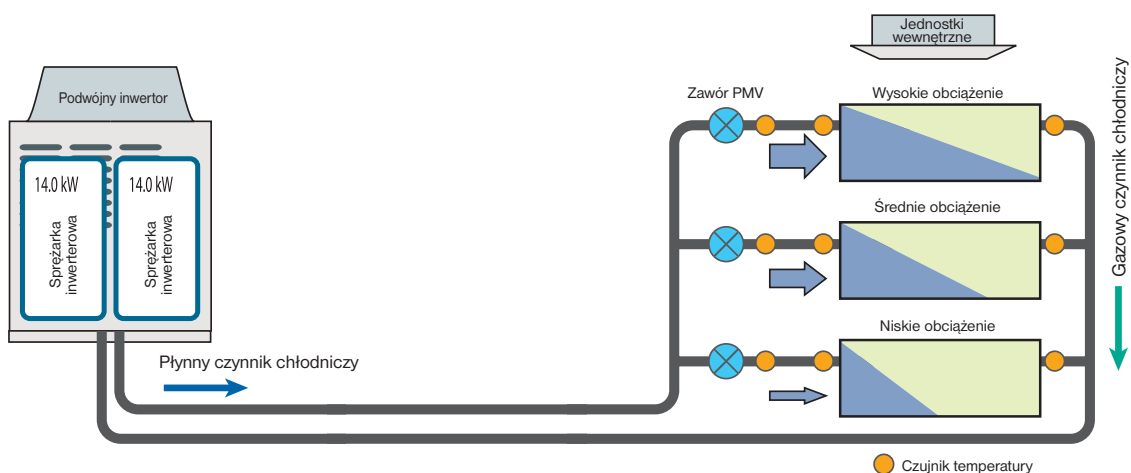 Jednostki
wewnętrzne
Podwójny inwertor
Zawór PMV
Wysokie obciążenie
14.0 kW
14.0 kW
Sprężarka
inwerterowa
Sprężarka
inwerterowa
Średnie obciążenie
Gazowy czynnik chłodniczy
Niskie obciążenie
Płynny czynnik chłodniczy
Czujnik temperatury